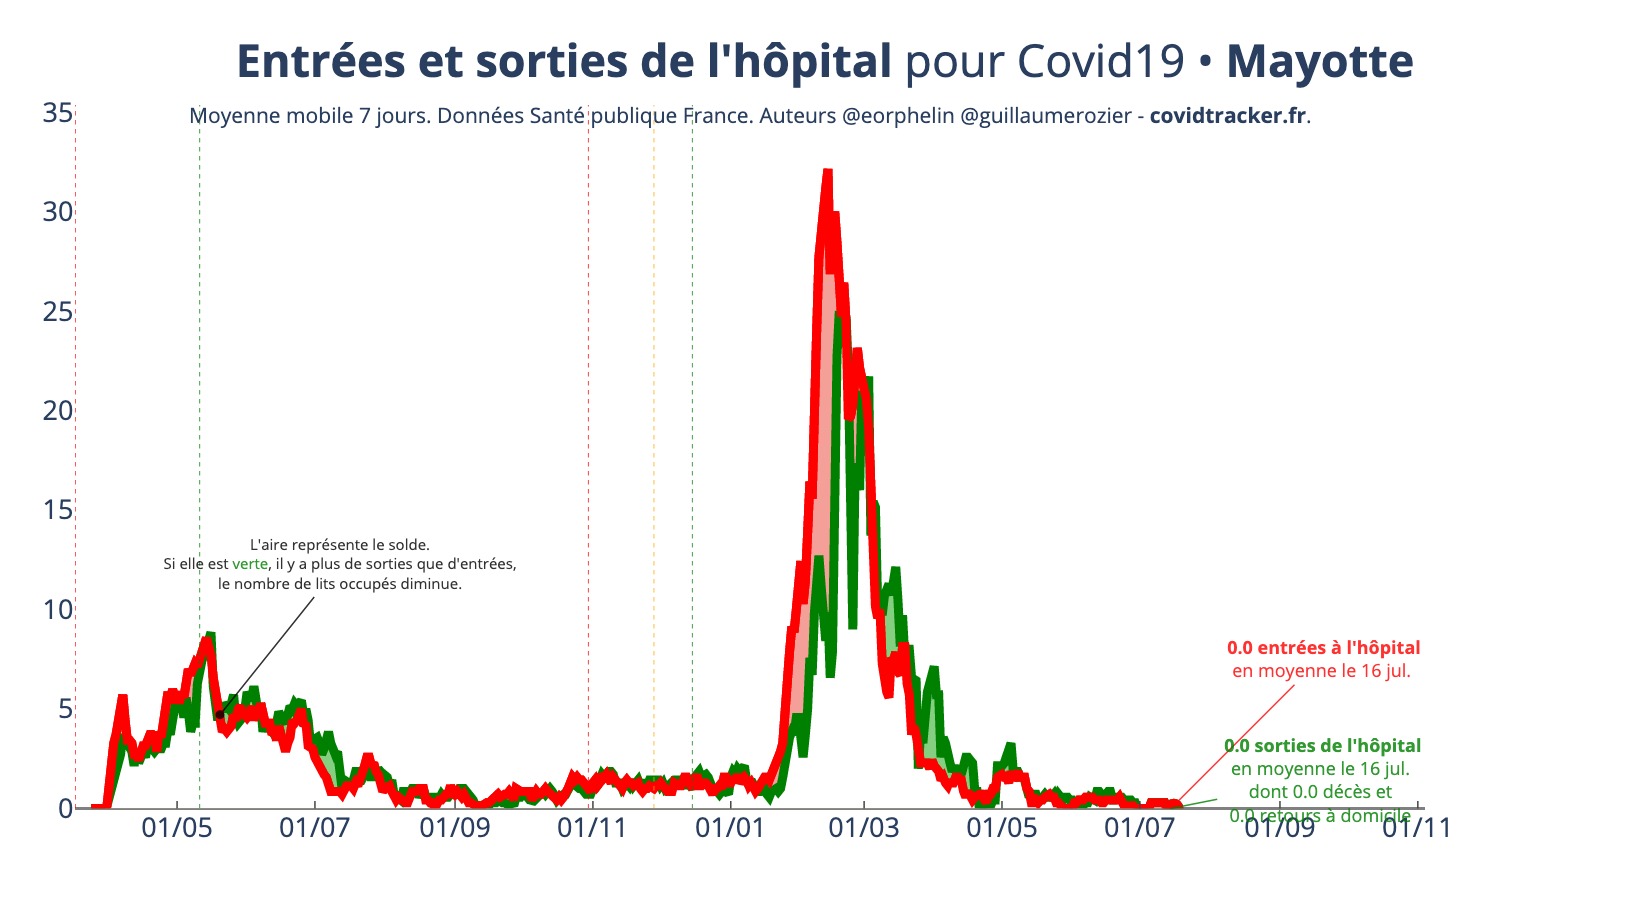 Entrées et sorties de l'hôpital pour Covid19 • Mayotte
Moyenne mobile 7 jours. Données Santé publique France. Auteurs @eorphelin @guillaumerozier - covidtracker.fr.
35
30
25
20
15
10
5
0
L'aire représente le solde.
Si elle est verte, il y a plus de sorties que d'entrées,
le nombre de lits occupés diminue.
0.0 entrées à l'hôpital
en moyenne le 16 jul.
0.0 sorties de l'hôpital
en moyenne le 16 jul.
dont 0.0 décès et
0.0 retours à domicile
01/05 01/07 01/09 01/11 01/01 01/03 01/05 01/07 01/09 01/11